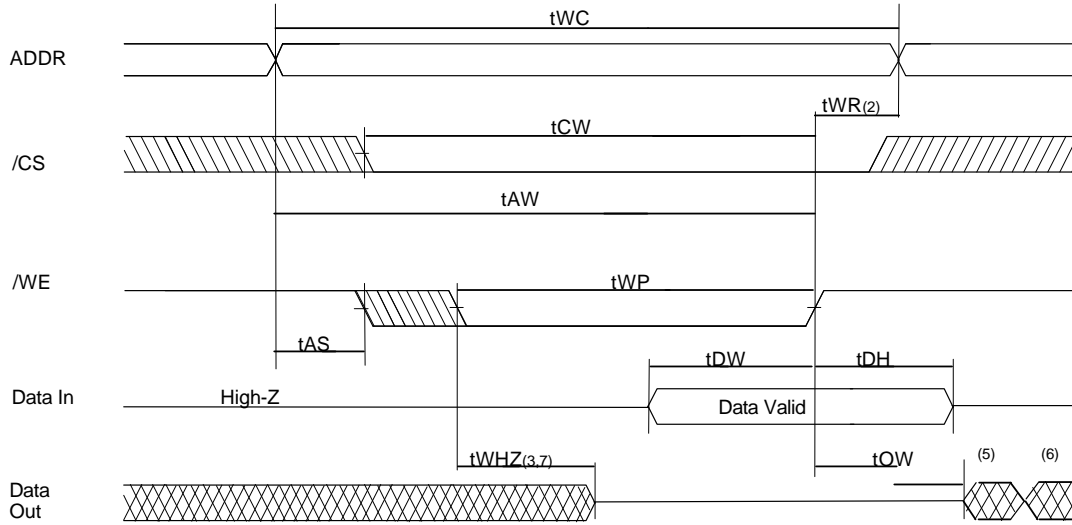 tWC
ADDR
tWR(2)
tCW
/CS
tAW
/WE
tWP
tAS
tDW
tDH
Data In
High-Z
Data Valid
tWHZ(3,7)
tOW
(5)
(6)
Data
Out